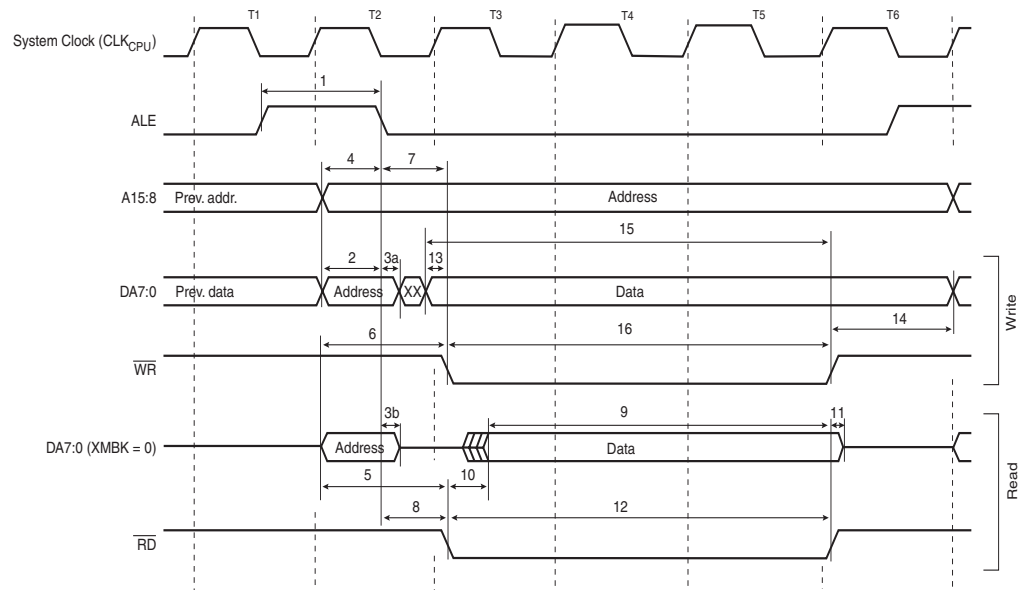 T1 T2 T3 T4 T5 T6
System Clock (CLKCPU)
1
ALE
4 7
A15:8 Prev. addr. Address
15
2 3a 13
DA7:0 Prev. data Address XX Data
14
6 16
WR
Write
3b 9 11
DA7:0 (XMBK = 0) Address Data
5 10
8 12
RD
Read